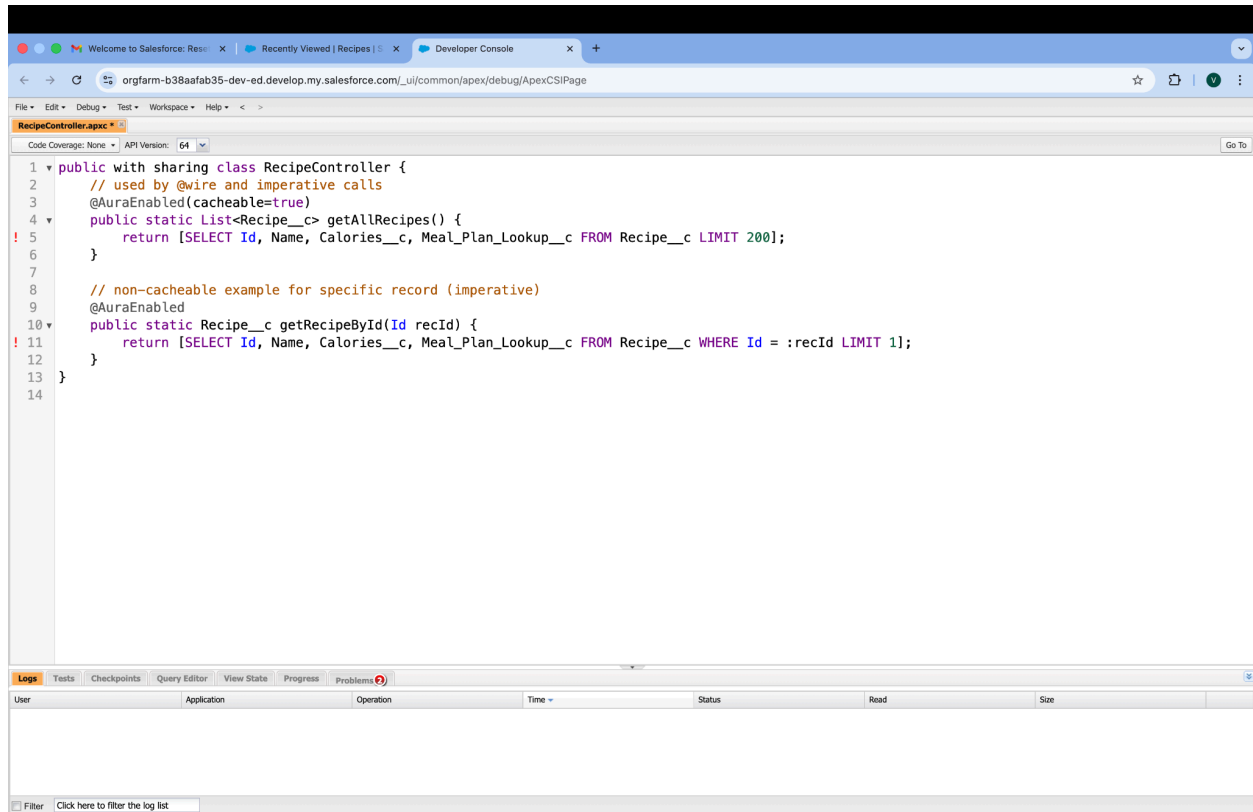 Welcome to Salesforce: Rese
Recently Viewed | Recipes | S
Developer Console
orgfarm-b38aafab35-dev-ed.develop.my.salesforce.com/_ui/common/apex/debug/ApexCSIPage
V
File Edit Debug Test Workspace Help < >
RecipeController.apxc *
Code Coverage: None API Version: 64 Go To
1 public with sharing class RecipeController {
2 // used by @wire and imperative calls
3 @AuraEnabled(cacheable=true)
4 public static List<Recipe__c> getAllRecipes() {
! 5 return [SELECT Id, Name, Calories__c, Meal_Plan_Lookup__c FROM Recipe__c LIMIT 200];
6 }
7
8 // non-cacheable example for specific record (imperative)
9 @AuraEnabled
10 public static Recipe__c getRecipeById(Id recId) {
! 11 return [SELECT Id, Name, Calories__c, Meal_Plan_Lookup__c FROM Recipe__c WHERE Id = :recId LIMIT 1];
12 }
13 }
14
Logs Tests Checkpoints Query Editor View State Progress Problems 2
User Application Operation Time Status Read Size
Filter Click here to filter the log list